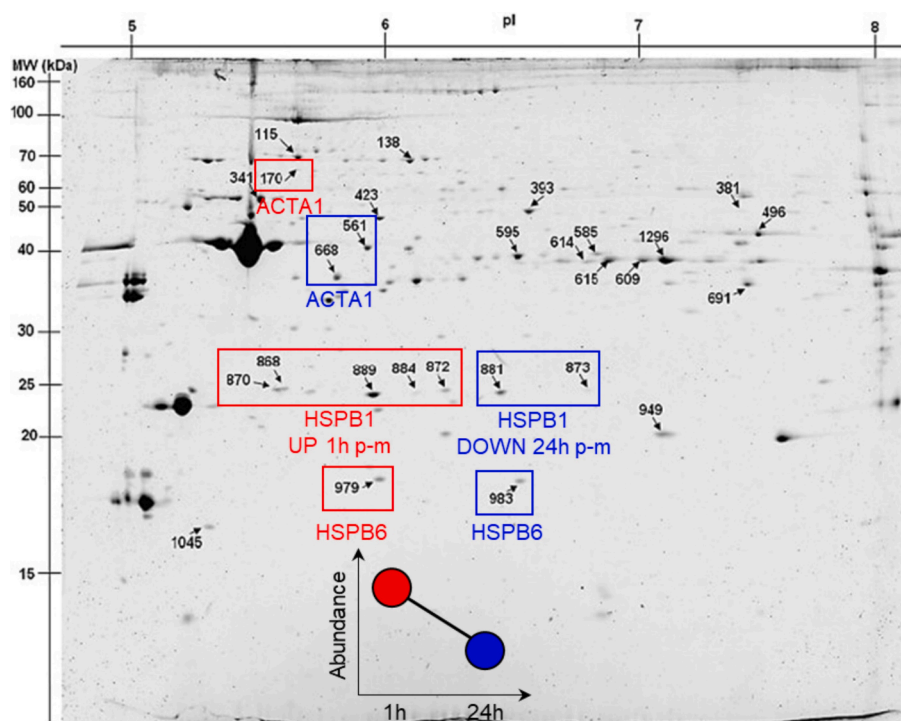 pI
5 6 7 8
MW (kDa)
160
100
70
60
50
40
30
25
20
15
115
138
170
341
ACTA1
423
393
381
496
561
668
ACTA1
595
614
585
1296
615
609
691
870
868
889
884
872
881
873
HSPB1
UP 1h p-m
HSPB1
DOWN 24h p-m
949
979
983
HSPB6
HSPB6
1045
Abundance
1h 24h